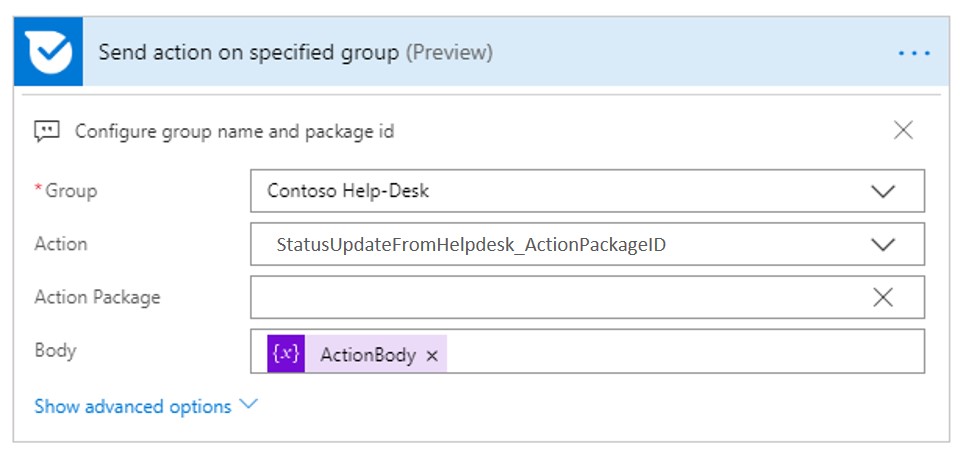 Send action on specified group (Preview) ...
Configure group name and package id
* Group Contoso Help-Desk
Action StatusUpdateFromHelpdesk_ActionPackageID
Action Package
Body {x} ActionBody ×
Show advanced options